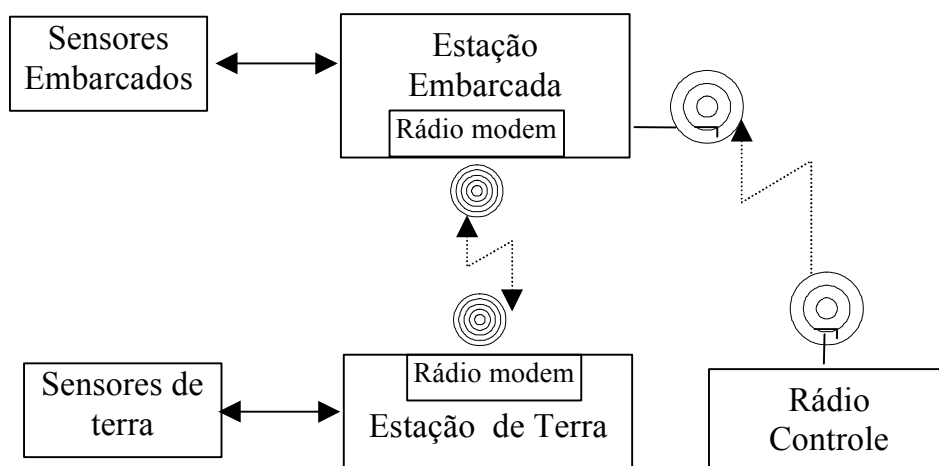 Sensores
Embarcados
Estação
Embarcada
Rádio modem
Sensores de
terra
Rádio modem
Estação de Terra
Rádio
Controle